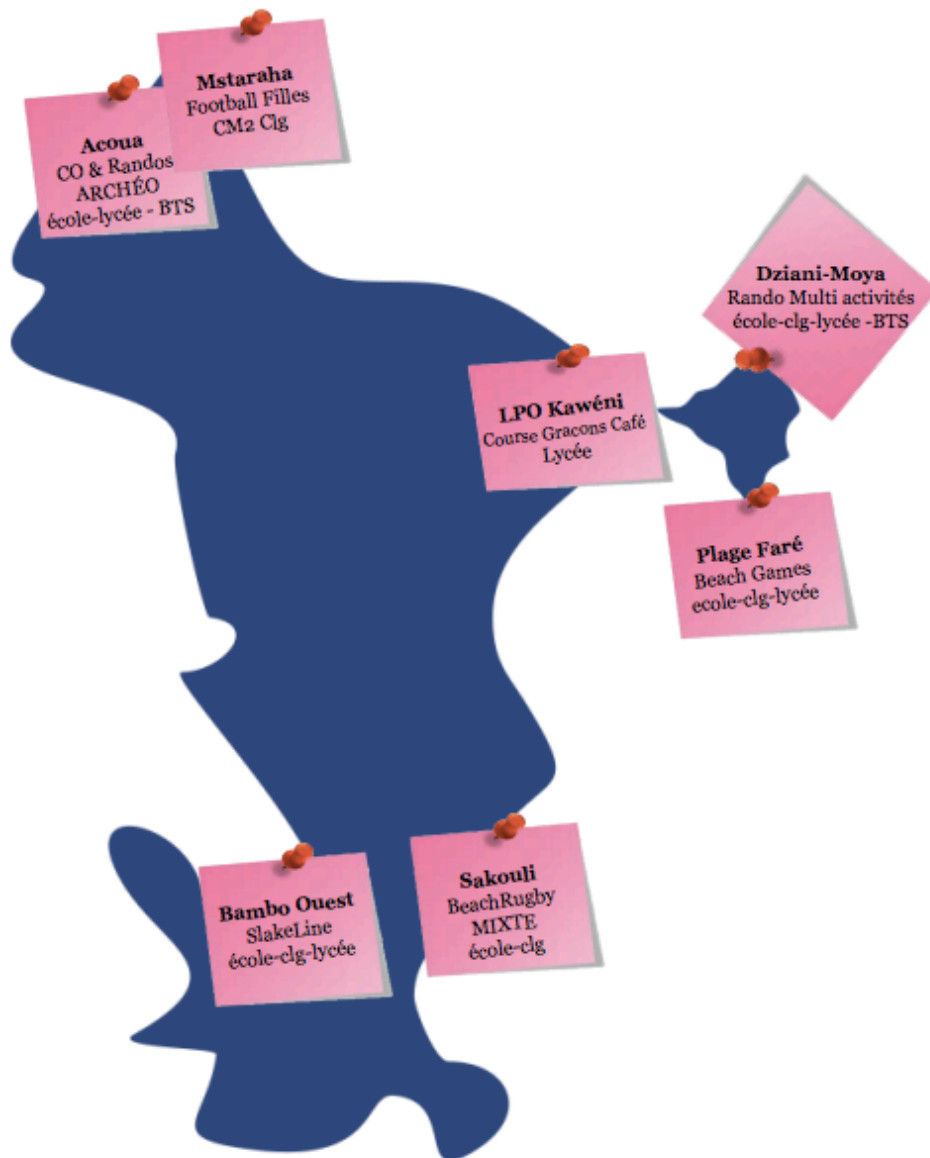 Mstaraha
Football Filles
CM2 Clg
Acoua
CO & Randos
ARCHÉO
école-lycée - BTS
Dziani-Moya
Rando Multi activités
école-clg-lycée -BTS
LPO Kawéni
Course Gracons Café
Lycée
Plage Faré
Beach Games
ecole-clg-lycée
Sakouli
BeachRugby
MIXTE
école-clg
Bambo Ouest
SlakeLine
école-clg-lycée